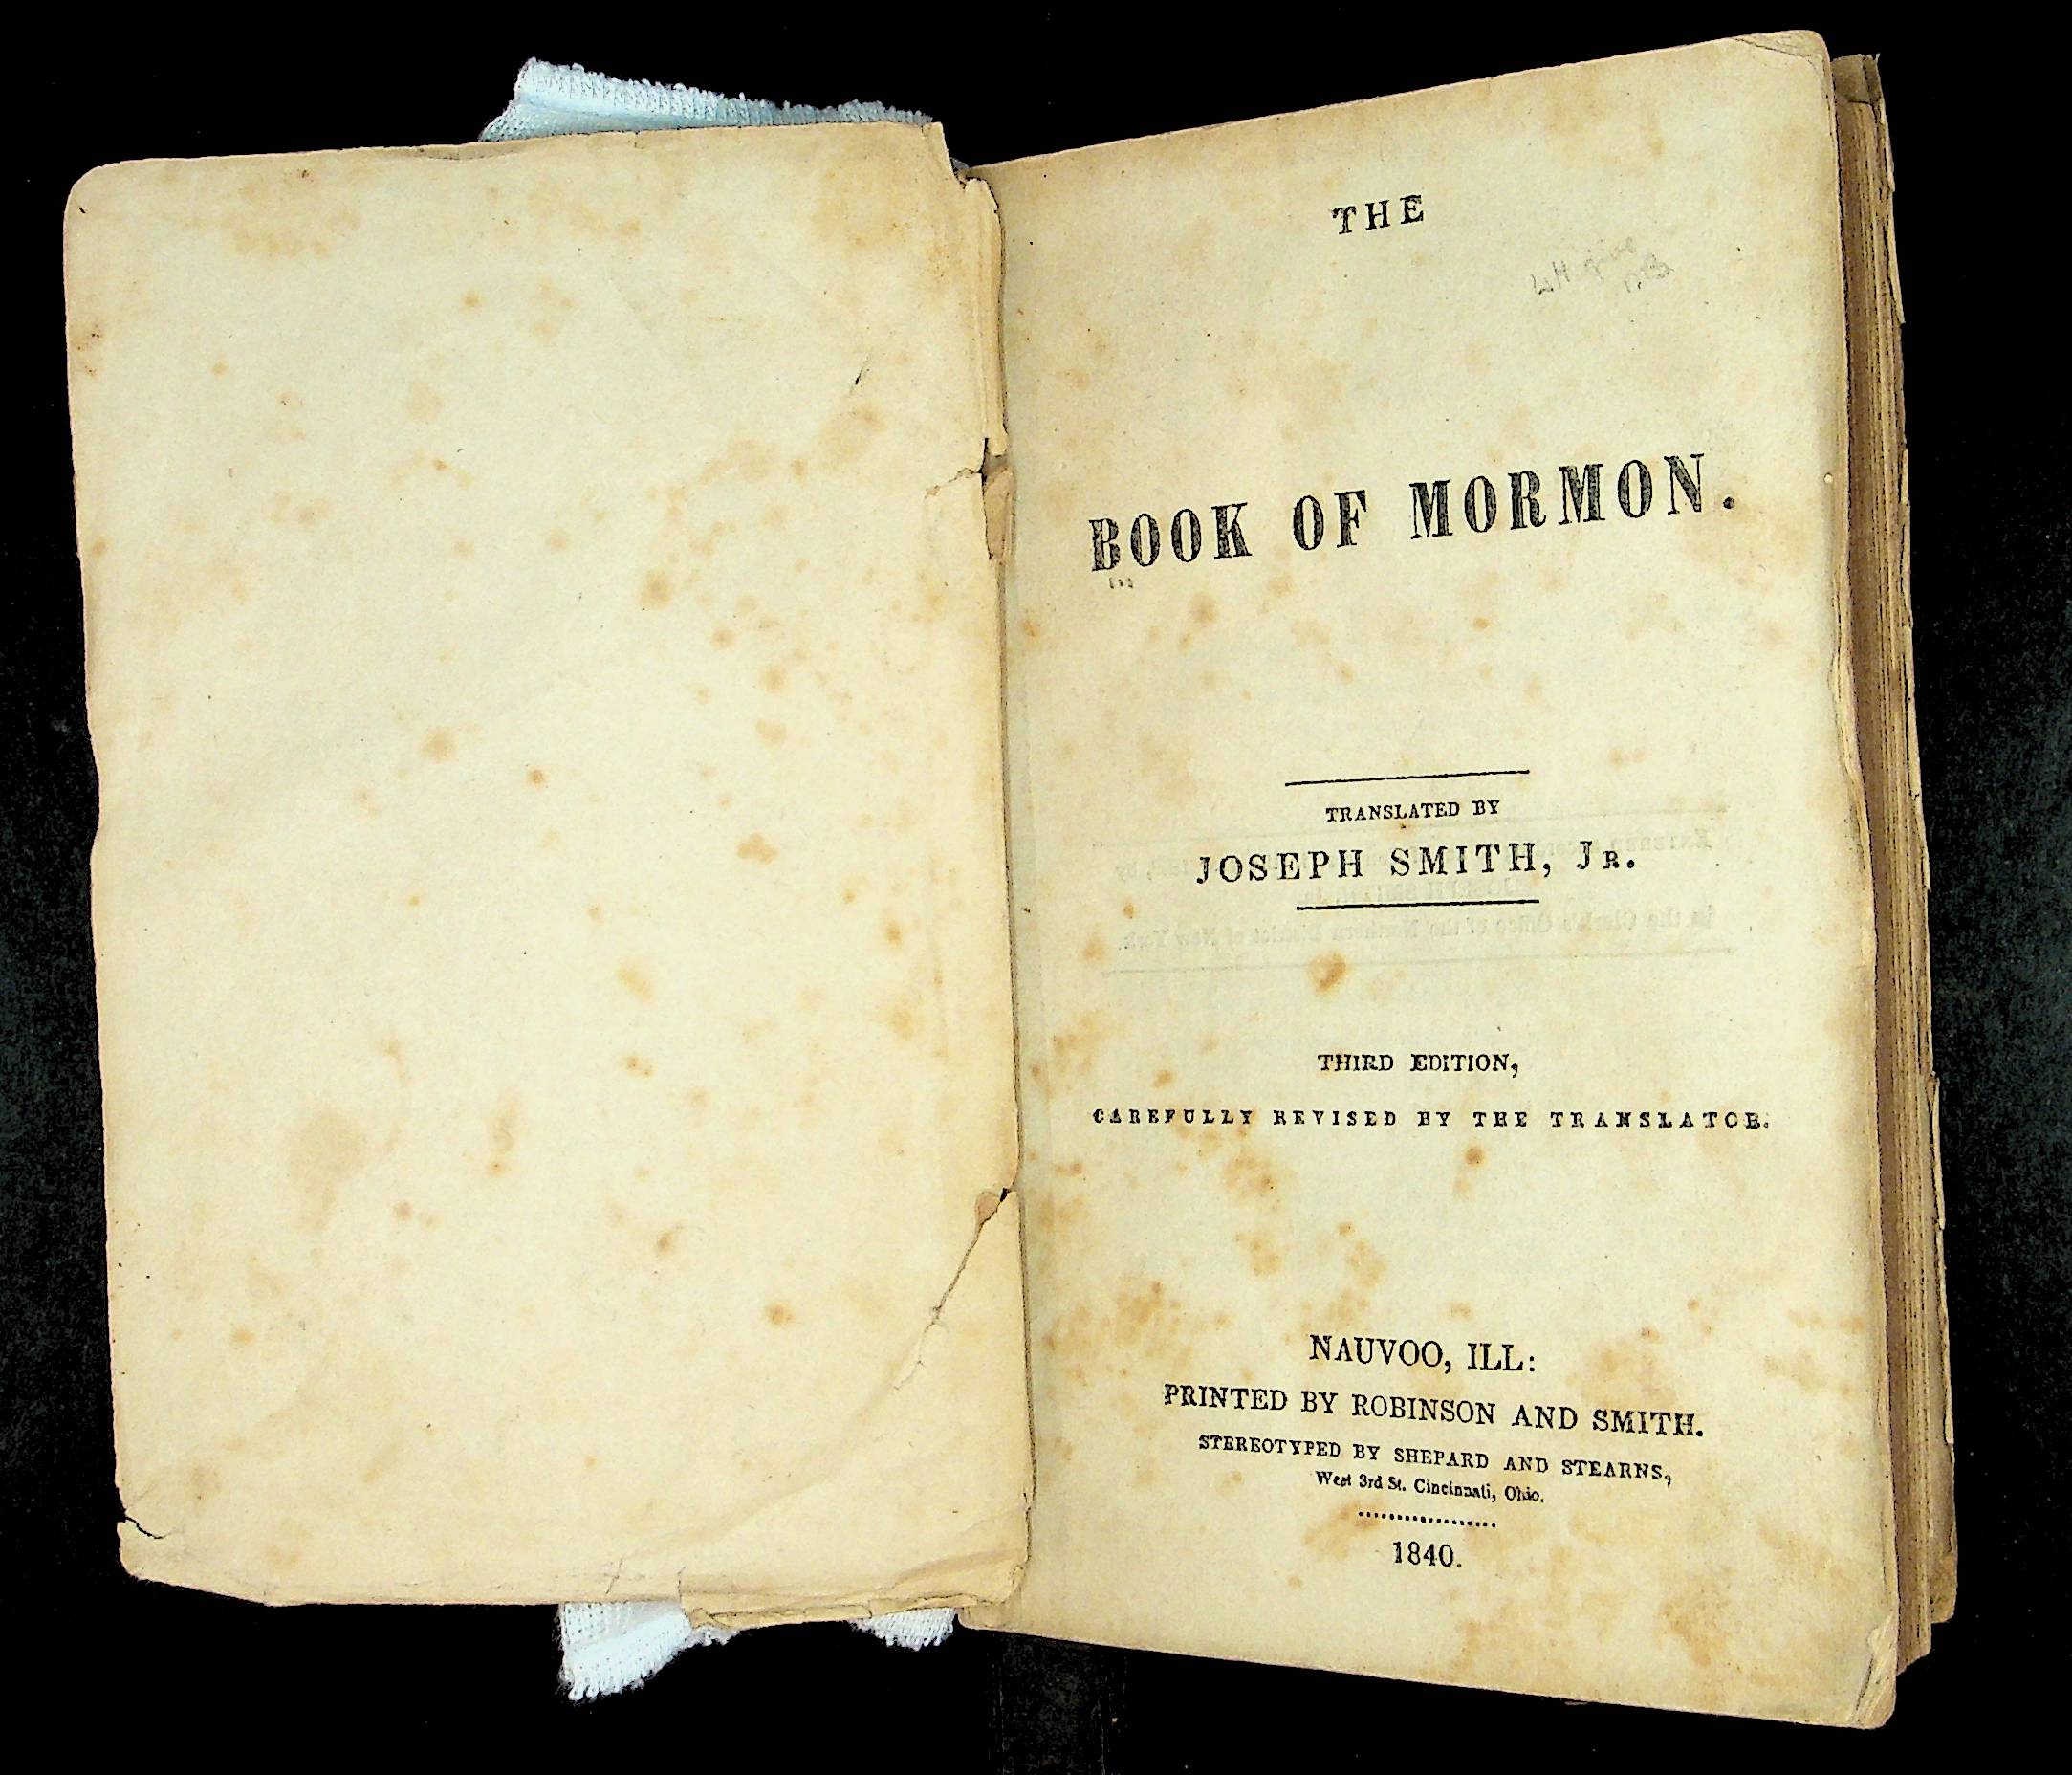 THE
BOOK OF MORMON.
TRANSLATED BY
JOSEPH SMITH, JR.
THIRD EDITION,
CAREFULLY REVISED BY THE TRANSLATOR.
NAUVOO, ILL:
PRINTED BY ROBINSON AND SMITH.
STEREOTYPED BY SHEPARD AND STEARNS,
West 3rd St. Cincinnati, Ohio.
1840.